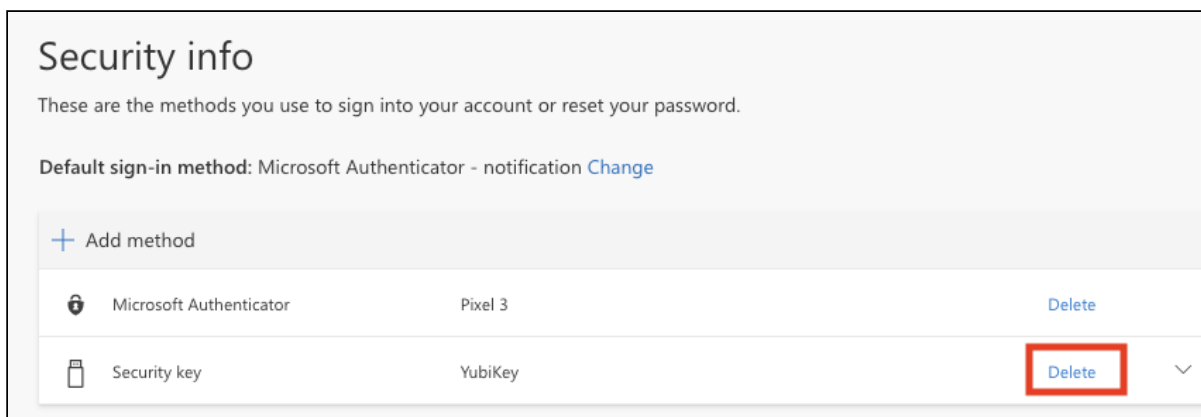 Security info
These are the methods you use to sign into your account or reset your password.
Default sign-in method: Microsoft Authenticator - notification Change
Add method
Microsoft Authenticator Pixel 3 Delete
Security key YubiKey Delete